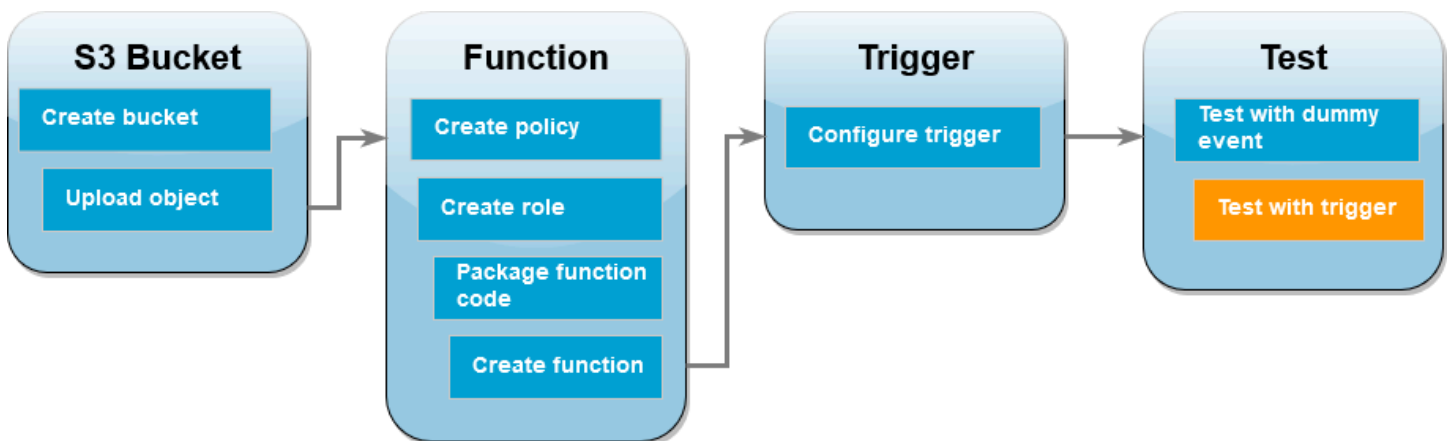 S3 Bucket
Create bucket
Upload object
Function
Create policy
Create role
Package function
code
Create function
Trigger
Configure trigger
Test
Test with dummy
event
Test with trigger